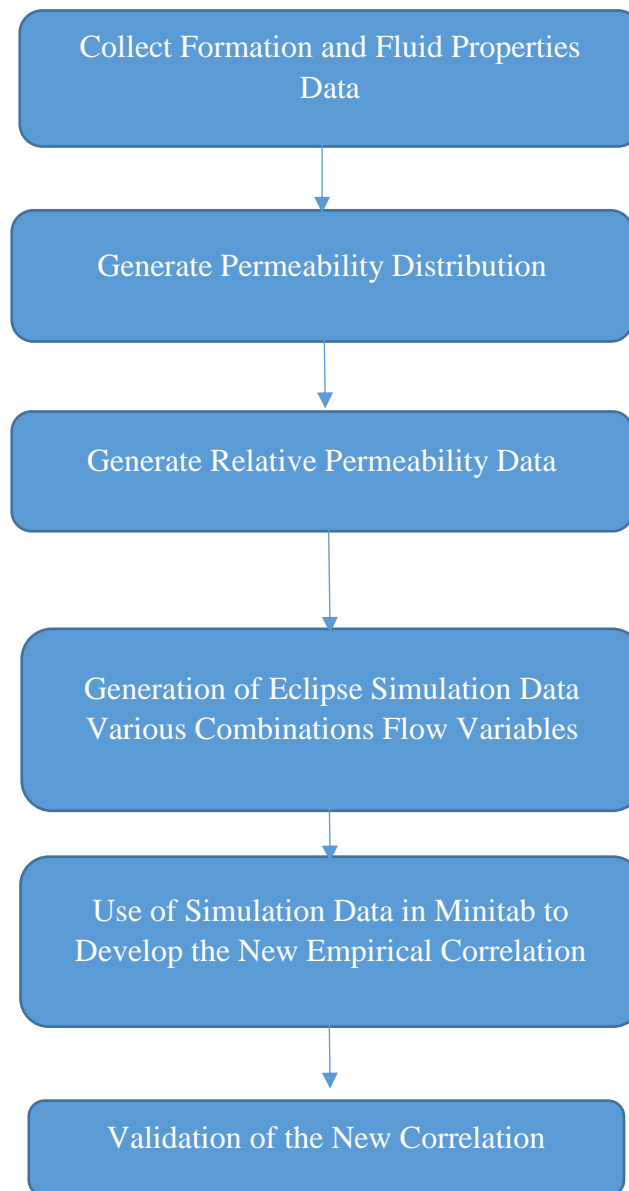 Collect Formation and Fluid Properties
Data
Generate Permeability Distribution
Generate Relative Permeability Data
Generation of Eclipse Simulation Data
Various Combinations Flow Variables
Use of Simulation Data in Minitab to
Develop the New Empirical Correlation
Validation of the New Correlation